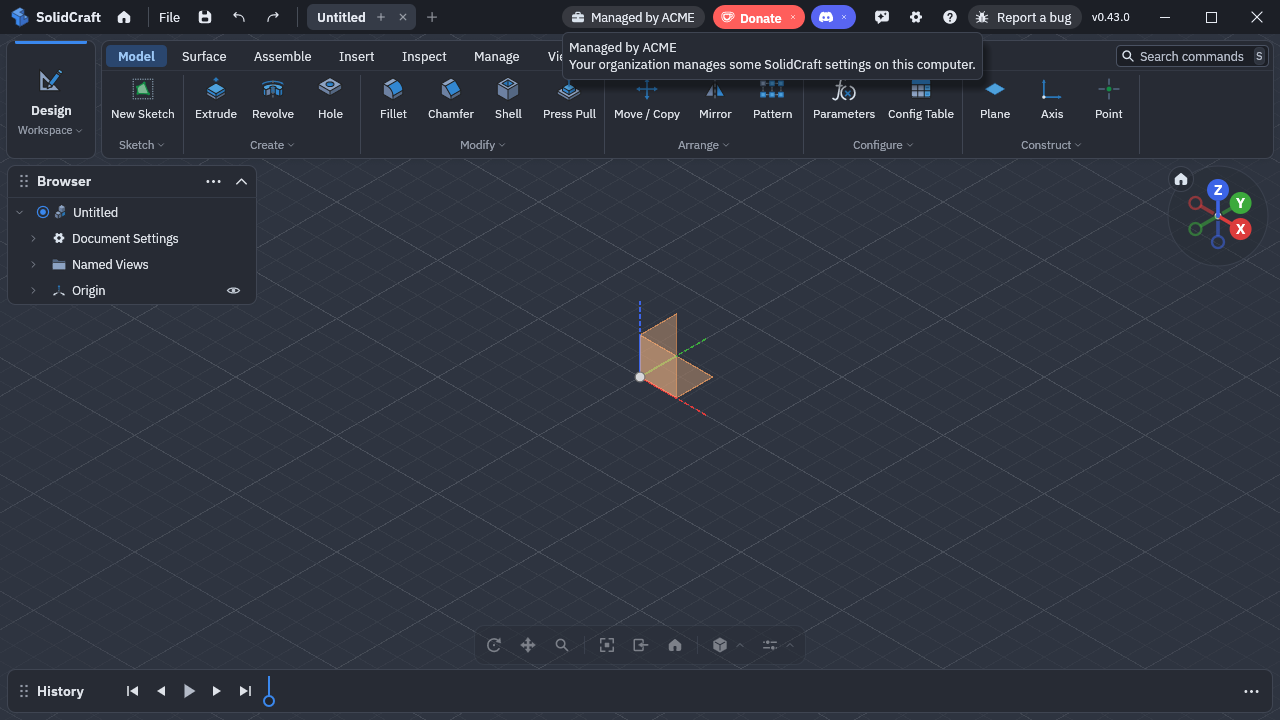 SolidCraft
File
Untitled
Managed by ACME
Donate
Report a bug
v0.43.0
Managed by ACME
Your organization manages some SolidCraft settings on this computer.
Model
Surface
Assemble
Insert
Inspect
Manage
Search commands
S
Design
Workspace
New Sketch
Extrude
Revolve
Hole
Fillet
Chamfer
Shell
Press Pull
Move / Copy
Mirror
Pattern
Parameters
Config Table
Plane
Axis
Point
Sketch
Create
Modify
Arrange
Configure
Construct
Browser
Untitled
Document Settings
Named Views
Origin
Z
Y
X
History